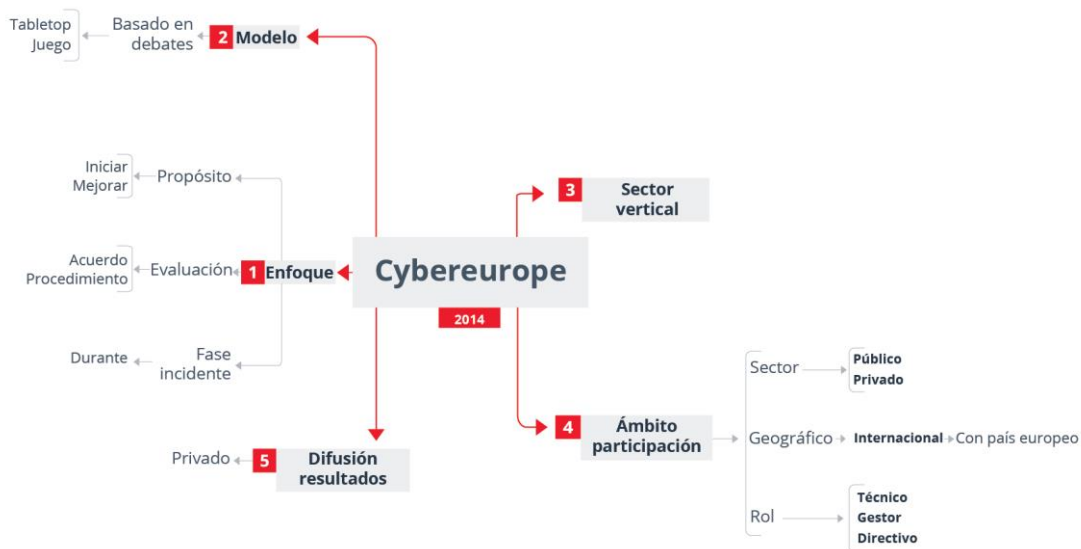 Cybereurope
2014
1 Enfoque
Propósito
Iniciar
Mejorar
Evaluación
Acuerdo
Procedimiento
Fase
incidente
Durante
2 Modelo
Basado en
debates
Tabletop
Juego
3 Sector
vertical
4 Ámbito
participación
Sector
Público
Privado
Geográfico
Internacional
Con país europeo
Rol
Técnico
Gestor
Directivo
5 Difusión
resultados
Privado